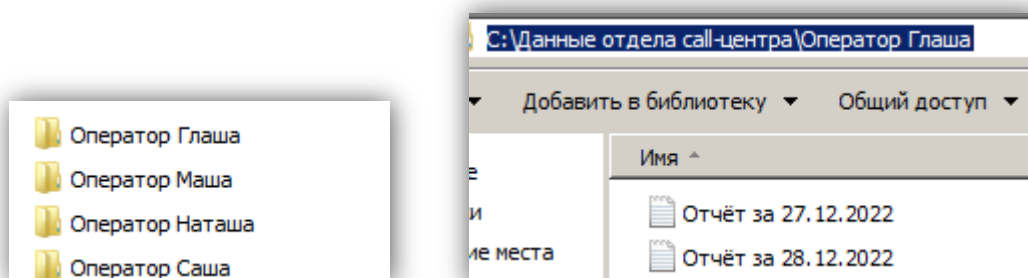 Оператор Глаша
Оператор Маша
Оператор Наташа
Оператор Саша
C:\Данные отдела call-центра\Оператор Глаша
Добавить в библиотеку Общий доступ
Имя
е
Отчёт за 27.12.2022
и
Отчёт за 28.12.2022
ие места